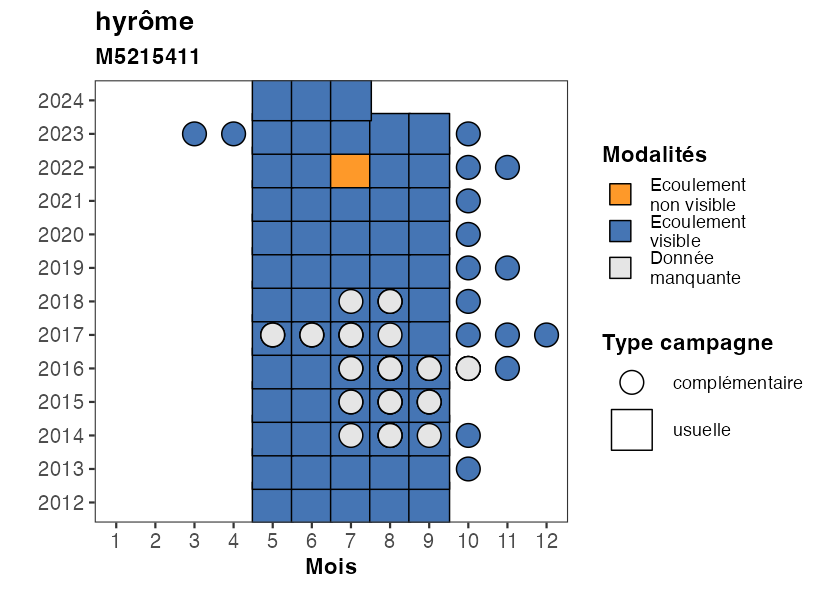 hyrôme
M5215411
2024
2023
2022
2021
2020
2019
2018
2017
2016
2015
2014
2013
2012
1 2 3 4 5 6 7 8 9 10 11 12
Mois
Modalités
Ecoulement
non visible
Ecoulement
visible
Donnée
manquante
Type campagne
complémentaire
usuelle